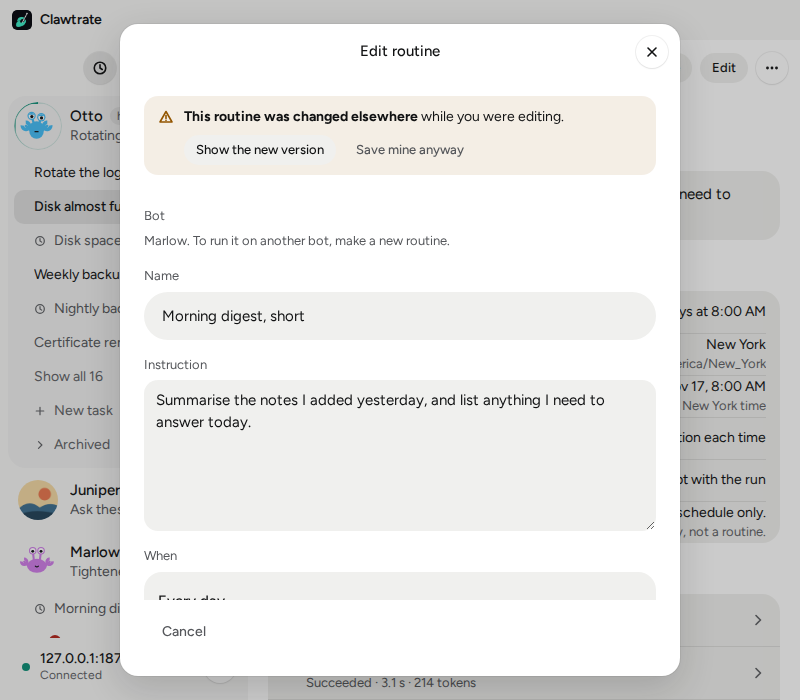 Clawtrate
Edit routine
Edit
This routine was changed elsewhere while you were editing.
Show the new version
Save mine anyway
Otto
Rotating
Rotate the log
Disk almost fu
Disk space
Weekly backu
Nightly bac
Certificate rer
Show all 16
New task
Archived
Juniper
Ask thes
Marlow
Tightene
Morning di
127.0.0.1:187
Connected
Bot
Marlow. To run it on another bot, make a new routine.
Name
Morning digest, short
Instruction
Summarise the notes I added yesterday, and list anything I need to
answer today.
When
Every day
Cancel
need to
ys at 8:00 AM
New York
erica/New_York
ov 17, 8:00 AM
New York time
tion each time
ot with the run
schedule only.
y, not a routine.
Succeeded · 3.1 s · 214 tokens